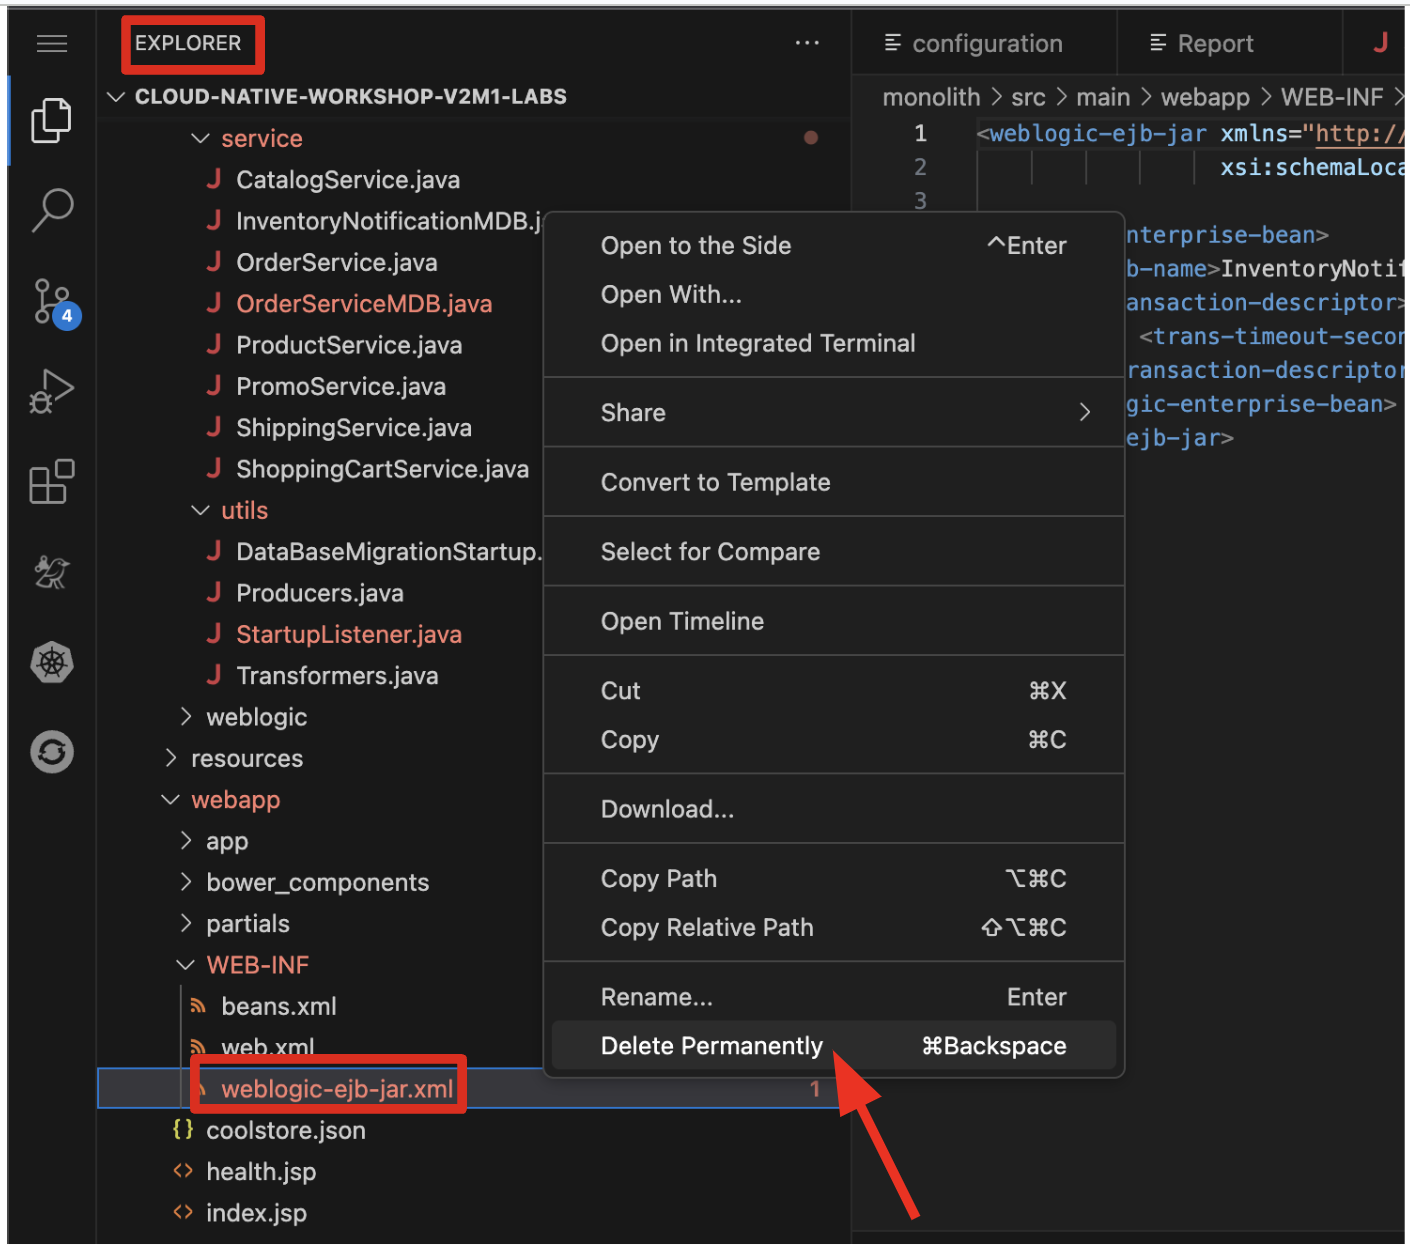 EXPLORER
CLOUD-NATIVE-WORKSHOP-V2M1-LABS
service
CatalogService.java
InventoryNotificationMDB.j
OrderService.java
OrderServiceMDB.java
ProductService.java
PromoService.java
ShippingService.java
ShoppingCartService.java
utils
DataBaseMigrationStartup.
Producers.java
StartupListener.java
Transformers.java
weblogic
resources
webapp
app
bower_components
partials
WEB-INF
beans.xml
web.xml
weblogic-ejb-jar.xml 1
coolstore.json
health.jsp
index.jsp
4
configuration
Report
monolith > src > main > webapp > WEB-INF >
1 <weblogic-ejb-jar xmlns="http://
2 xsi:schemaLoca
3
nterprise-bean>
b-name>InventoryNotif
ansaction-descriptor>
<trans-timeout-secon
ransaction-descriptor
gic-enterprise-bean>
ejb-jar>
Open to the Side ^Enter
Open With...
Open in Integrated Terminal
Share
Convert to Template
Select for Compare
Open Timeline
Cut ⌘X
Copy ⌘C
Download...
Copy Path ⌥⌘C
Copy Relative Path ⇧⌥⌘C
Rename... Enter
Delete Permanently ⌘Backspace